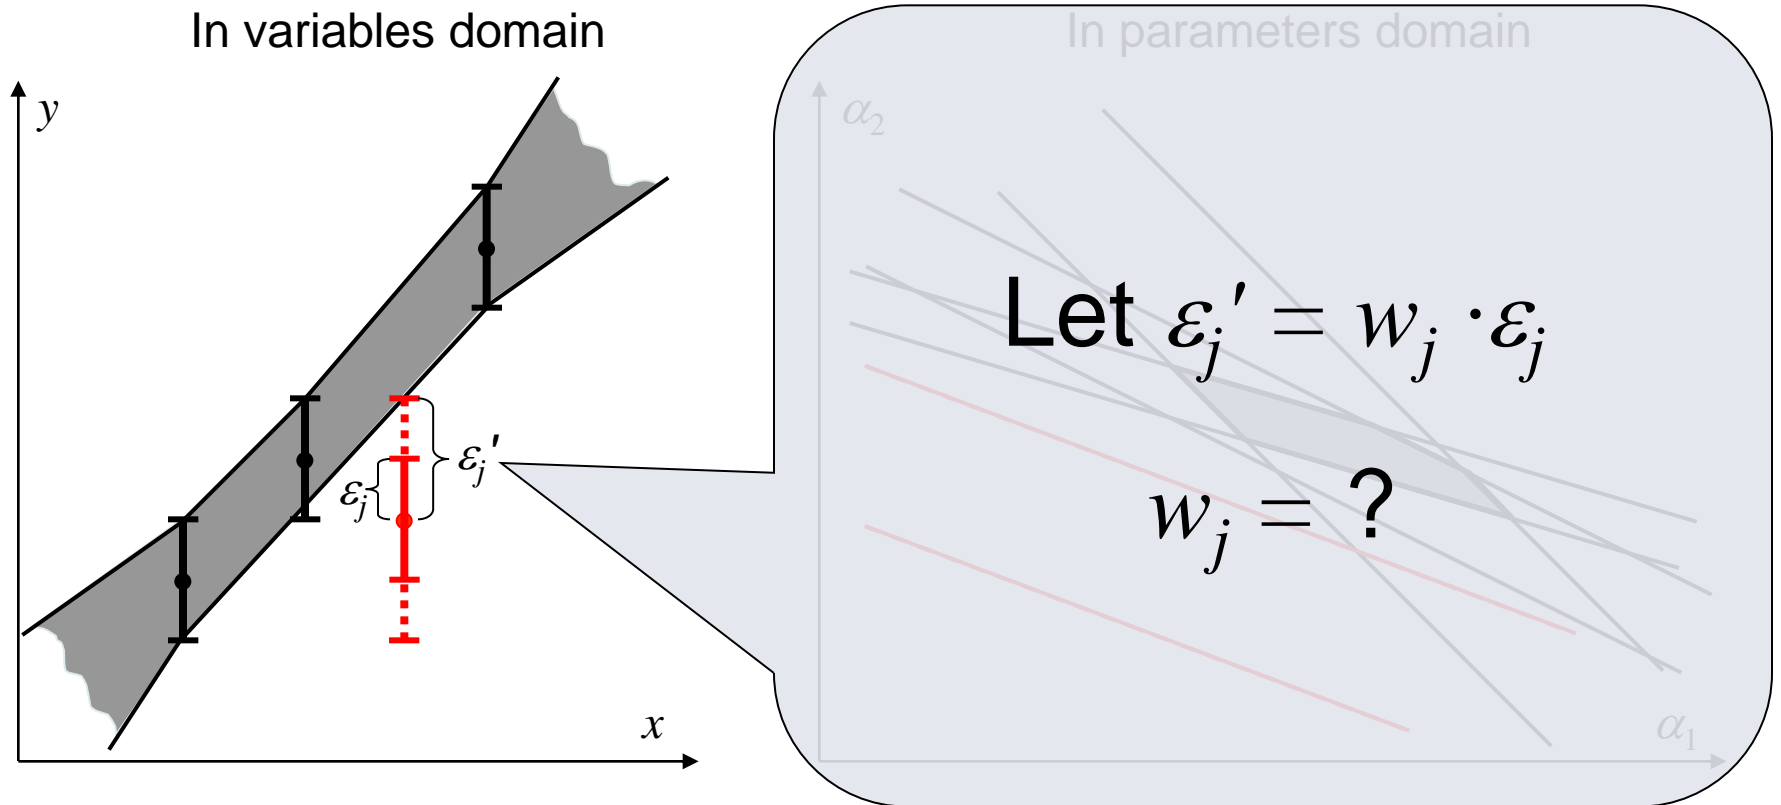 In variables domain
y
εj
εj'
x
In parameters domain
α2
Let εj' = wj · εj
wj = ?
α1